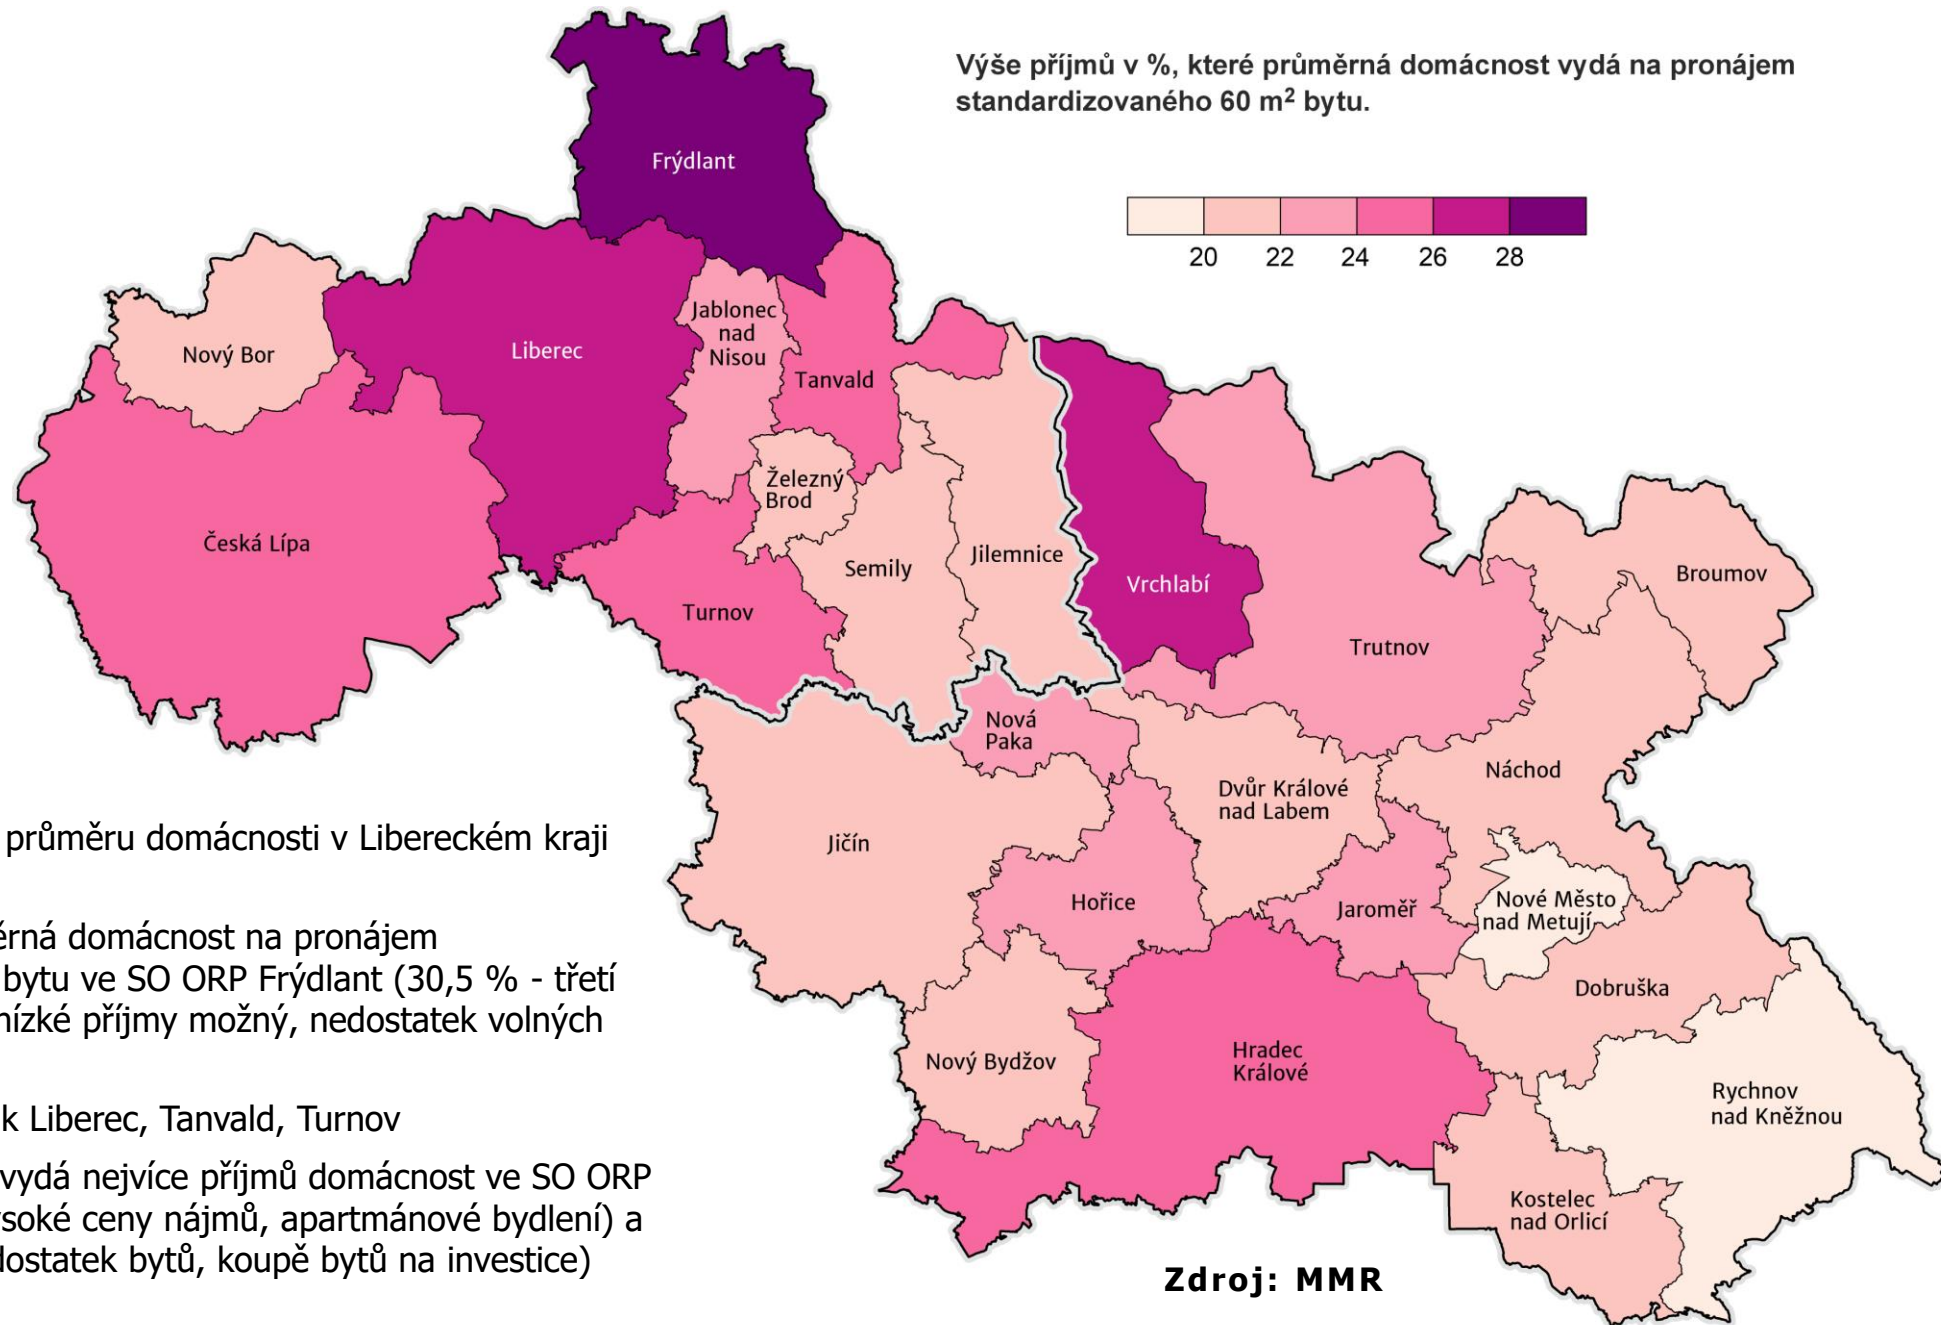 Výše příjmů v %, které průměrná domácnost vydá na pronájem
standardizovaného 60 m² bytu.
20 22 24 26 28
Frýdlant
Jablonec
nad
Nisou
Nový Bor
Liberec
Tanvald
Železný
Brod
Česká Lípa
Semily
Jilemnice
Vrchlabí
Broumov
Turnov
Trutnov
Nová
Paka
Náchod
Dvůr Králové
nad Labem
Jičín
Hořice
Jaroměř
Nové Město
nad Metují
Dobruška
Nový Bydžov
Hradec
Králové
Rychnov
nad Kněžnou
Kostelec
nad Orlicí
průměru domácnosti v Libereckém kraji
ěrná domácnost na pronájem
bytu ve SO ORP Frýdlant (30,5 % - třetí
nízké příjmy možný, nedostatek volných
k Liberec, Tanvald, Turnov
vydá nejvíce příjmů domácnost ve SO ORP
ysoké ceny nájmů, apartmánové bydlení) a
dostatek bytů, koupě bytů na investice)
Zdroj: MMR